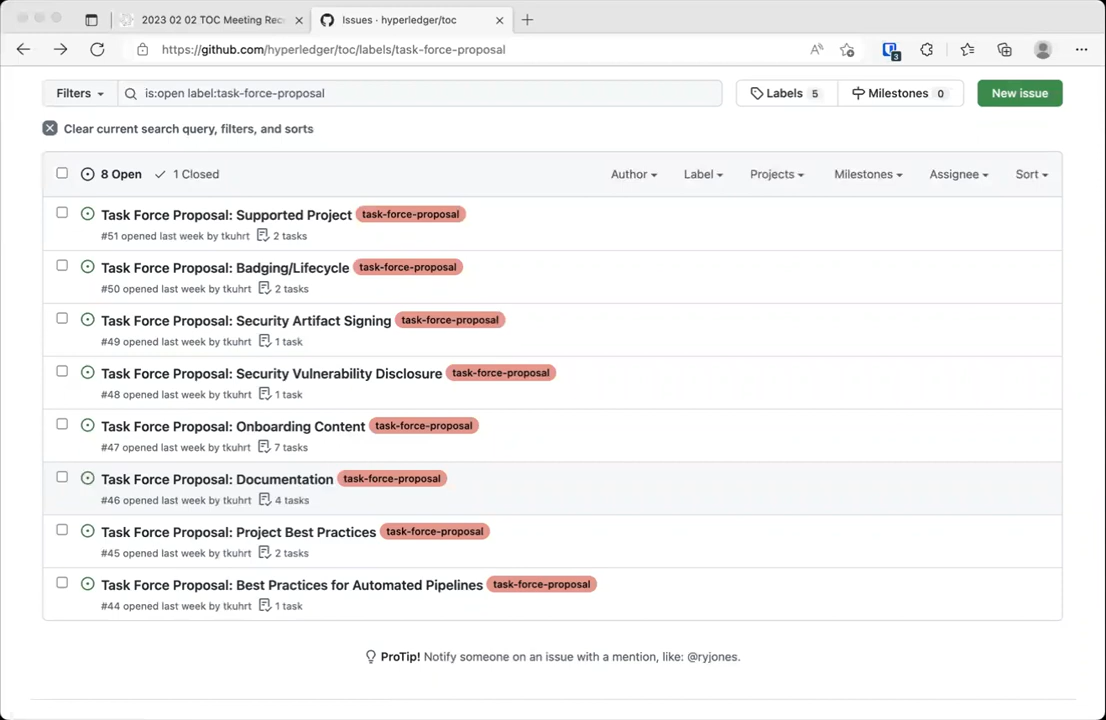 2023 02 02 TOC Meeting Rec
Issues · hyperledger/toc
https://github.com/hyperledger/toc/labels/task-force-proposal
3
Filters
is:open label:task-force-proposal
Labels 5
Milestones 0
New issue
Clear current search query, filters, and sorts
8 Open
1 Closed
Author
Label
Projects
Milestones
Assignee
Sort
Task Force Proposal: Supported Project task-force-proposal
#51 opened last week by tkuhrt 2 tasks
Task Force Proposal: Badging/Lifecycle task-force-proposal
#50 opened last week by tkuhrt 2 tasks
Task Force Proposal: Security Artifact Signing task-force-proposal
#49 opened last week by tkuhrt 1 task
Task Force Proposal: Security Vulnerability Disclosure task-force-proposal
#48 opened last week by tkuhrt 1 task
Task Force Proposal: Onboarding Content task-force-proposal
#47 opened last week by tkuhrt 7 tasks
Task Force Proposal: Documentation task-force-proposal
#46 opened last week by tkuhrt 4 tasks
Task Force Proposal: Project Best Practices task-force-proposal
#45 opened last week by tkuhrt 2 tasks
Task Force Proposal: Best Practices for Automated Pipelines task-force-proposal
#44 opened last week by tkuhrt 1 task
ProTip! Notify someone on an issue with a mention, like: @ryjones.